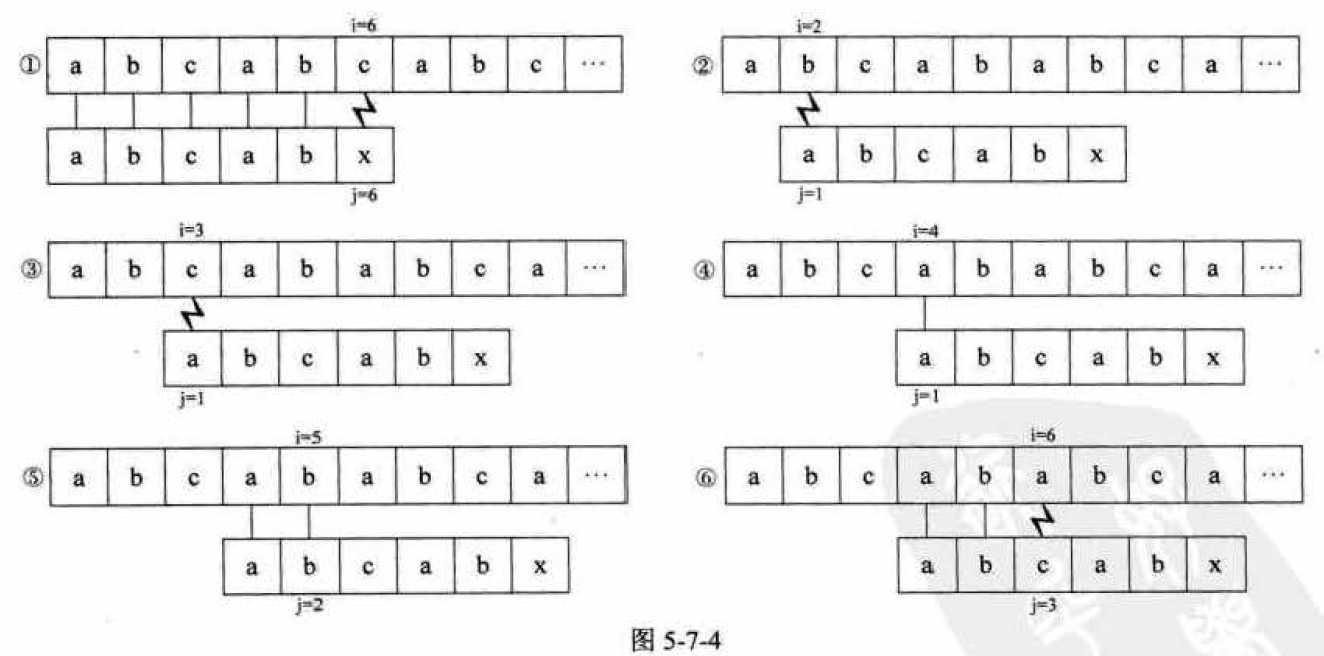 i=6
① a b c a b c a b c ···
a b c a b x
j=6
i=2
② a b c a b a b c a ···
a b c a b x
j=1
i=3
③ a b c a b a b c a ···
a b c a b x
j=1
i=4
④ a b c a b a b c a ···
a b c a b x
j=1
i=5
⑤ a b c a b a b c a ···
a b c a b x
j=2
i=6
⑥ a b c a b a b c a ···
a b c a b x
j=3
图 5-7-4